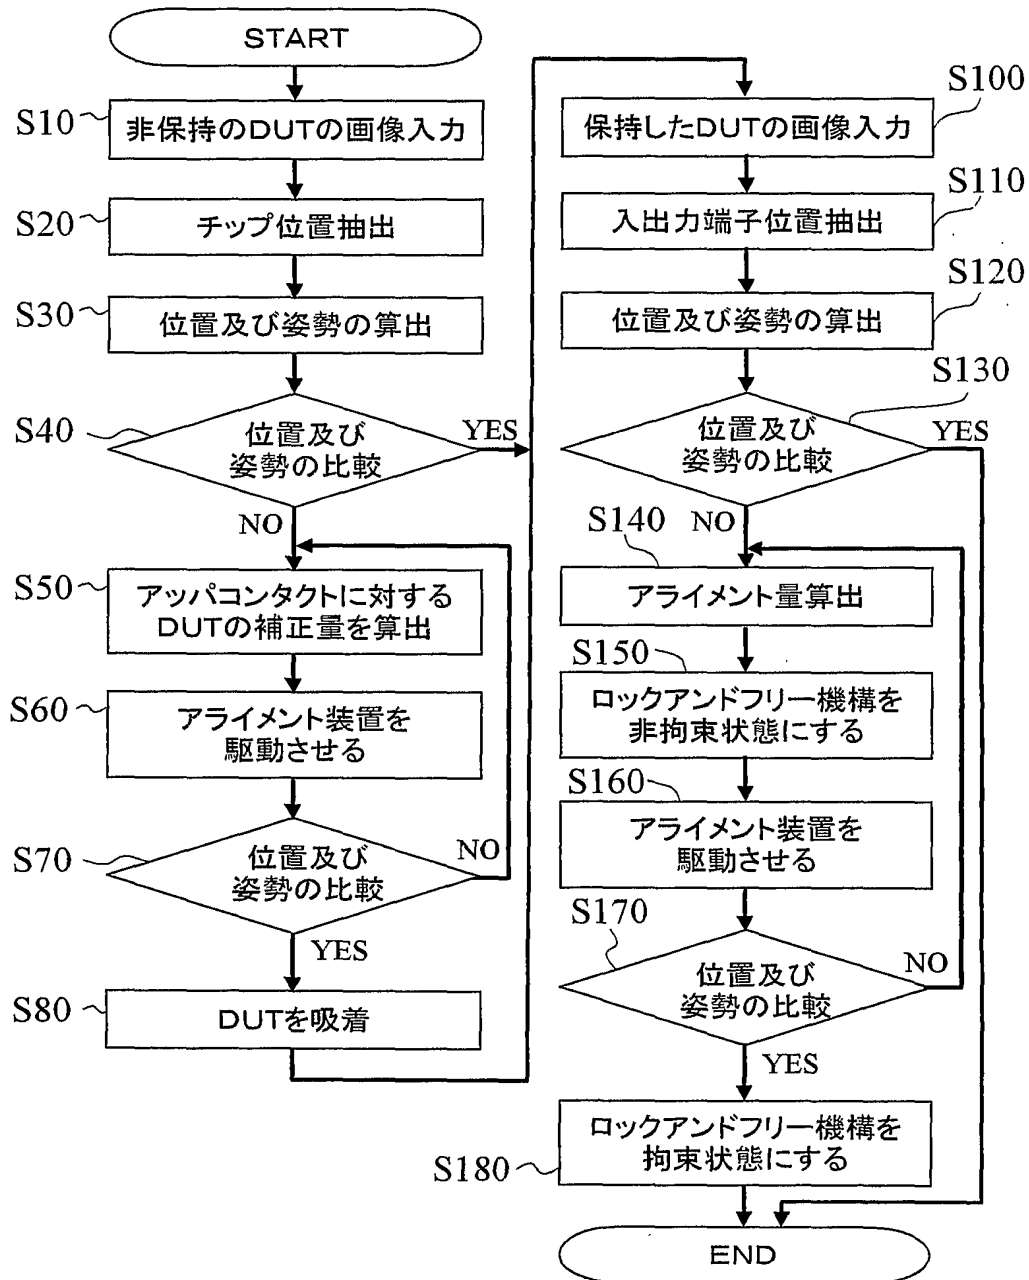 START
S10
非保持のDUTの画像入力
S20
チップ位置抽出
S30
位置及び姿勢の算出
S40
位置及び
姿勢の比較
YES
NO
S50
アッパコンタクトに対する
DUTの補正量を算出
S60
アライメント装置を
駆動させる
S70
位置及び
姿勢の比較
NO
YES
S80
DUTを吸着
S100
保持したDUTの画像入力
S110
入出力端子位置抽出
S120
位置及び姿勢の算出
S130
位置及び
姿勢の比較
YES
NO
S140
アライメント量算出
S150
ロックアンドフリー機構を
非拘束状態にする
S160
アライメント装置を
駆動させる
S170
位置及び
姿勢の比較
NO
YES
ロックアンドフリー機構を
拘束状態にする
S180
END